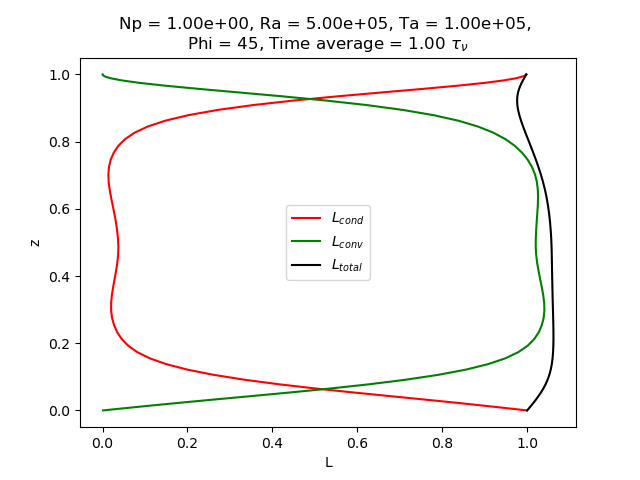 Np = 1.00e+00, Ra = 5.00e+05, Ta = 1.00e+05,
Phi = 45, Time average = 1.00 τ_ν
1.0
0.8
0.6
0.4
0.2
0.0
z
L_cond
L_conv
L_total
0.0 0.2 0.4 0.6 0.8 1.0
L